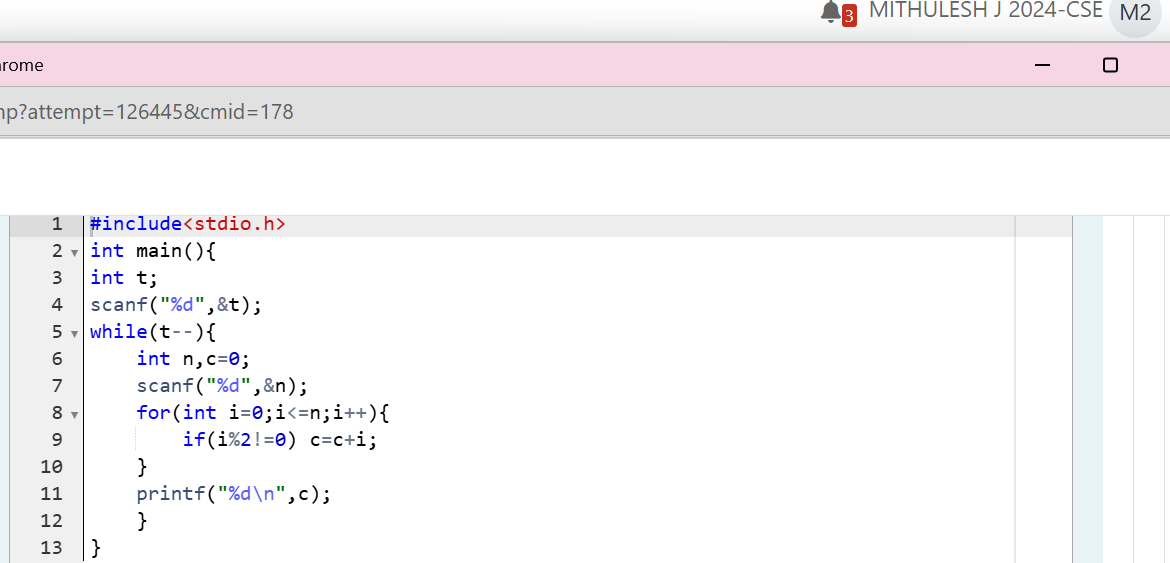 3 MITHULESH J 2024-CSE M2
rome
np?attempt=126445&cmid=178
1 #include<stdio.h>
2 int main(){
3 int t;
4 scanf("%d",&t);
5 while(t--){
6 int n,c=0;
7 scanf("%d",&n);
8 for(int i=0;i<=n;i++){
9 if(i%2!=0) c=c+i;
10 }
11 printf("%d\n",c);
12 }
13 }